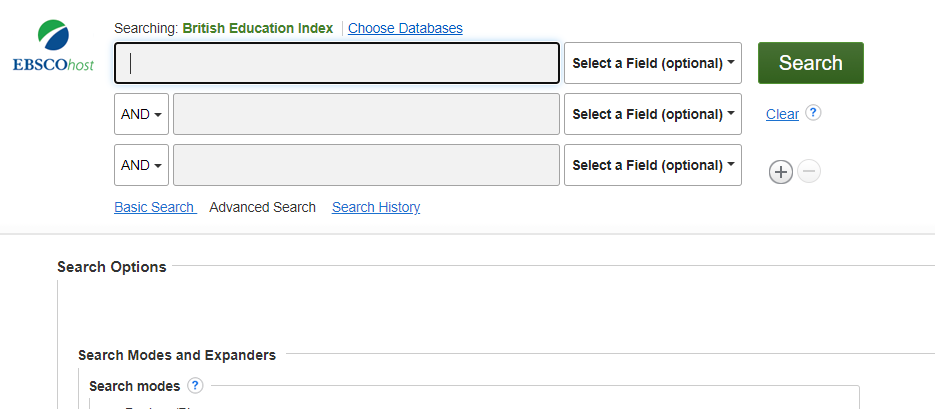 Searching: British Education Index Choose Databases
EBSCOhost
Select a Field (optional)
Search
AND
Select a Field (optional)
Clear ?
AND
Select a Field (optional)
Basic Search Advanced Search Search History
Search Options
Search Modes and Expanders
Search modes ?